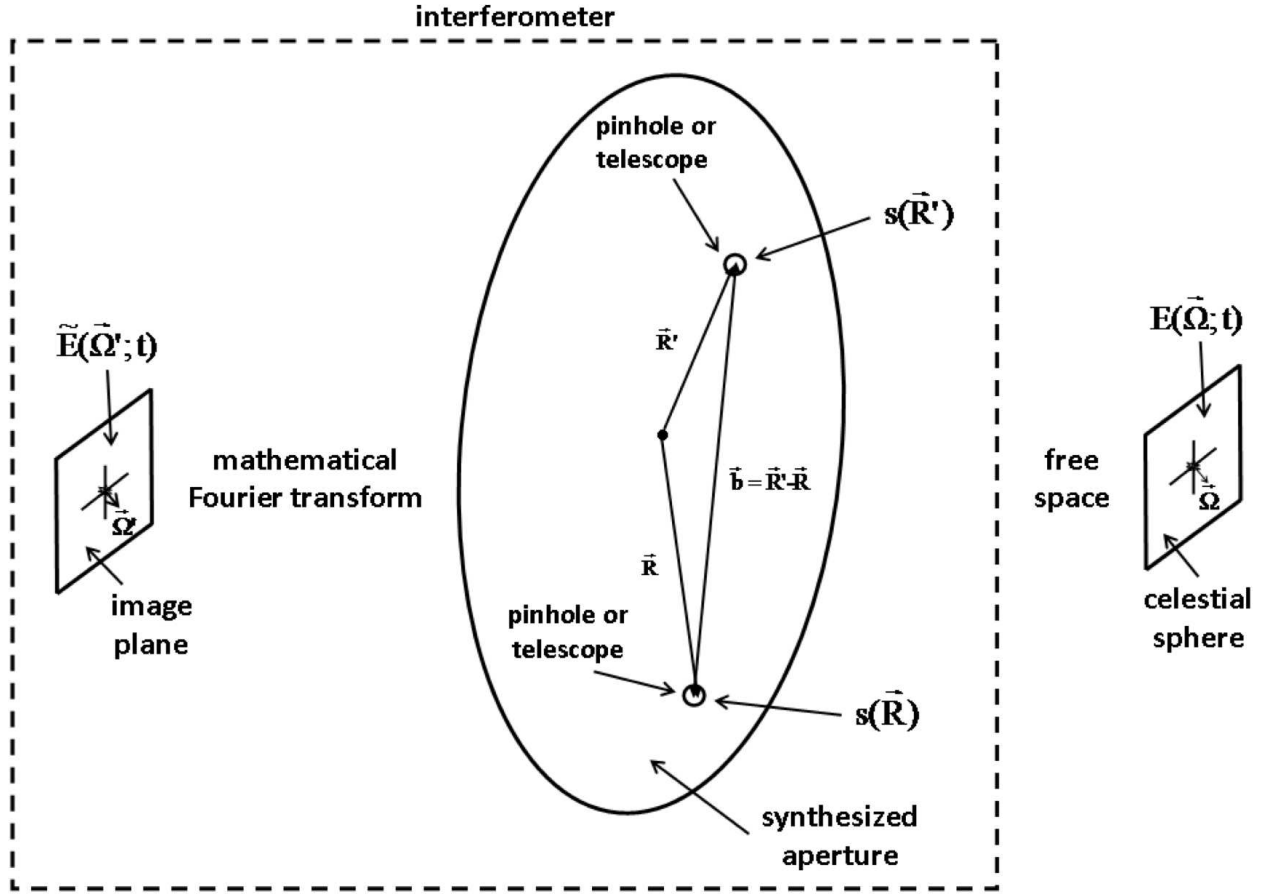 interferometer
pinhole or
telescope
s(R⃗')
Ẽ(Ω⃗';t)
E(Ω⃗;t)
R⃗'
mathematical
Fourier transform
b⃗ = R⃗'-R⃗
free
space
Ω⃗'
Ω⃗
R⃗
image
plane
pinhole or
telescope
celestial
sphere
s(R⃗)
synthesized
aperture